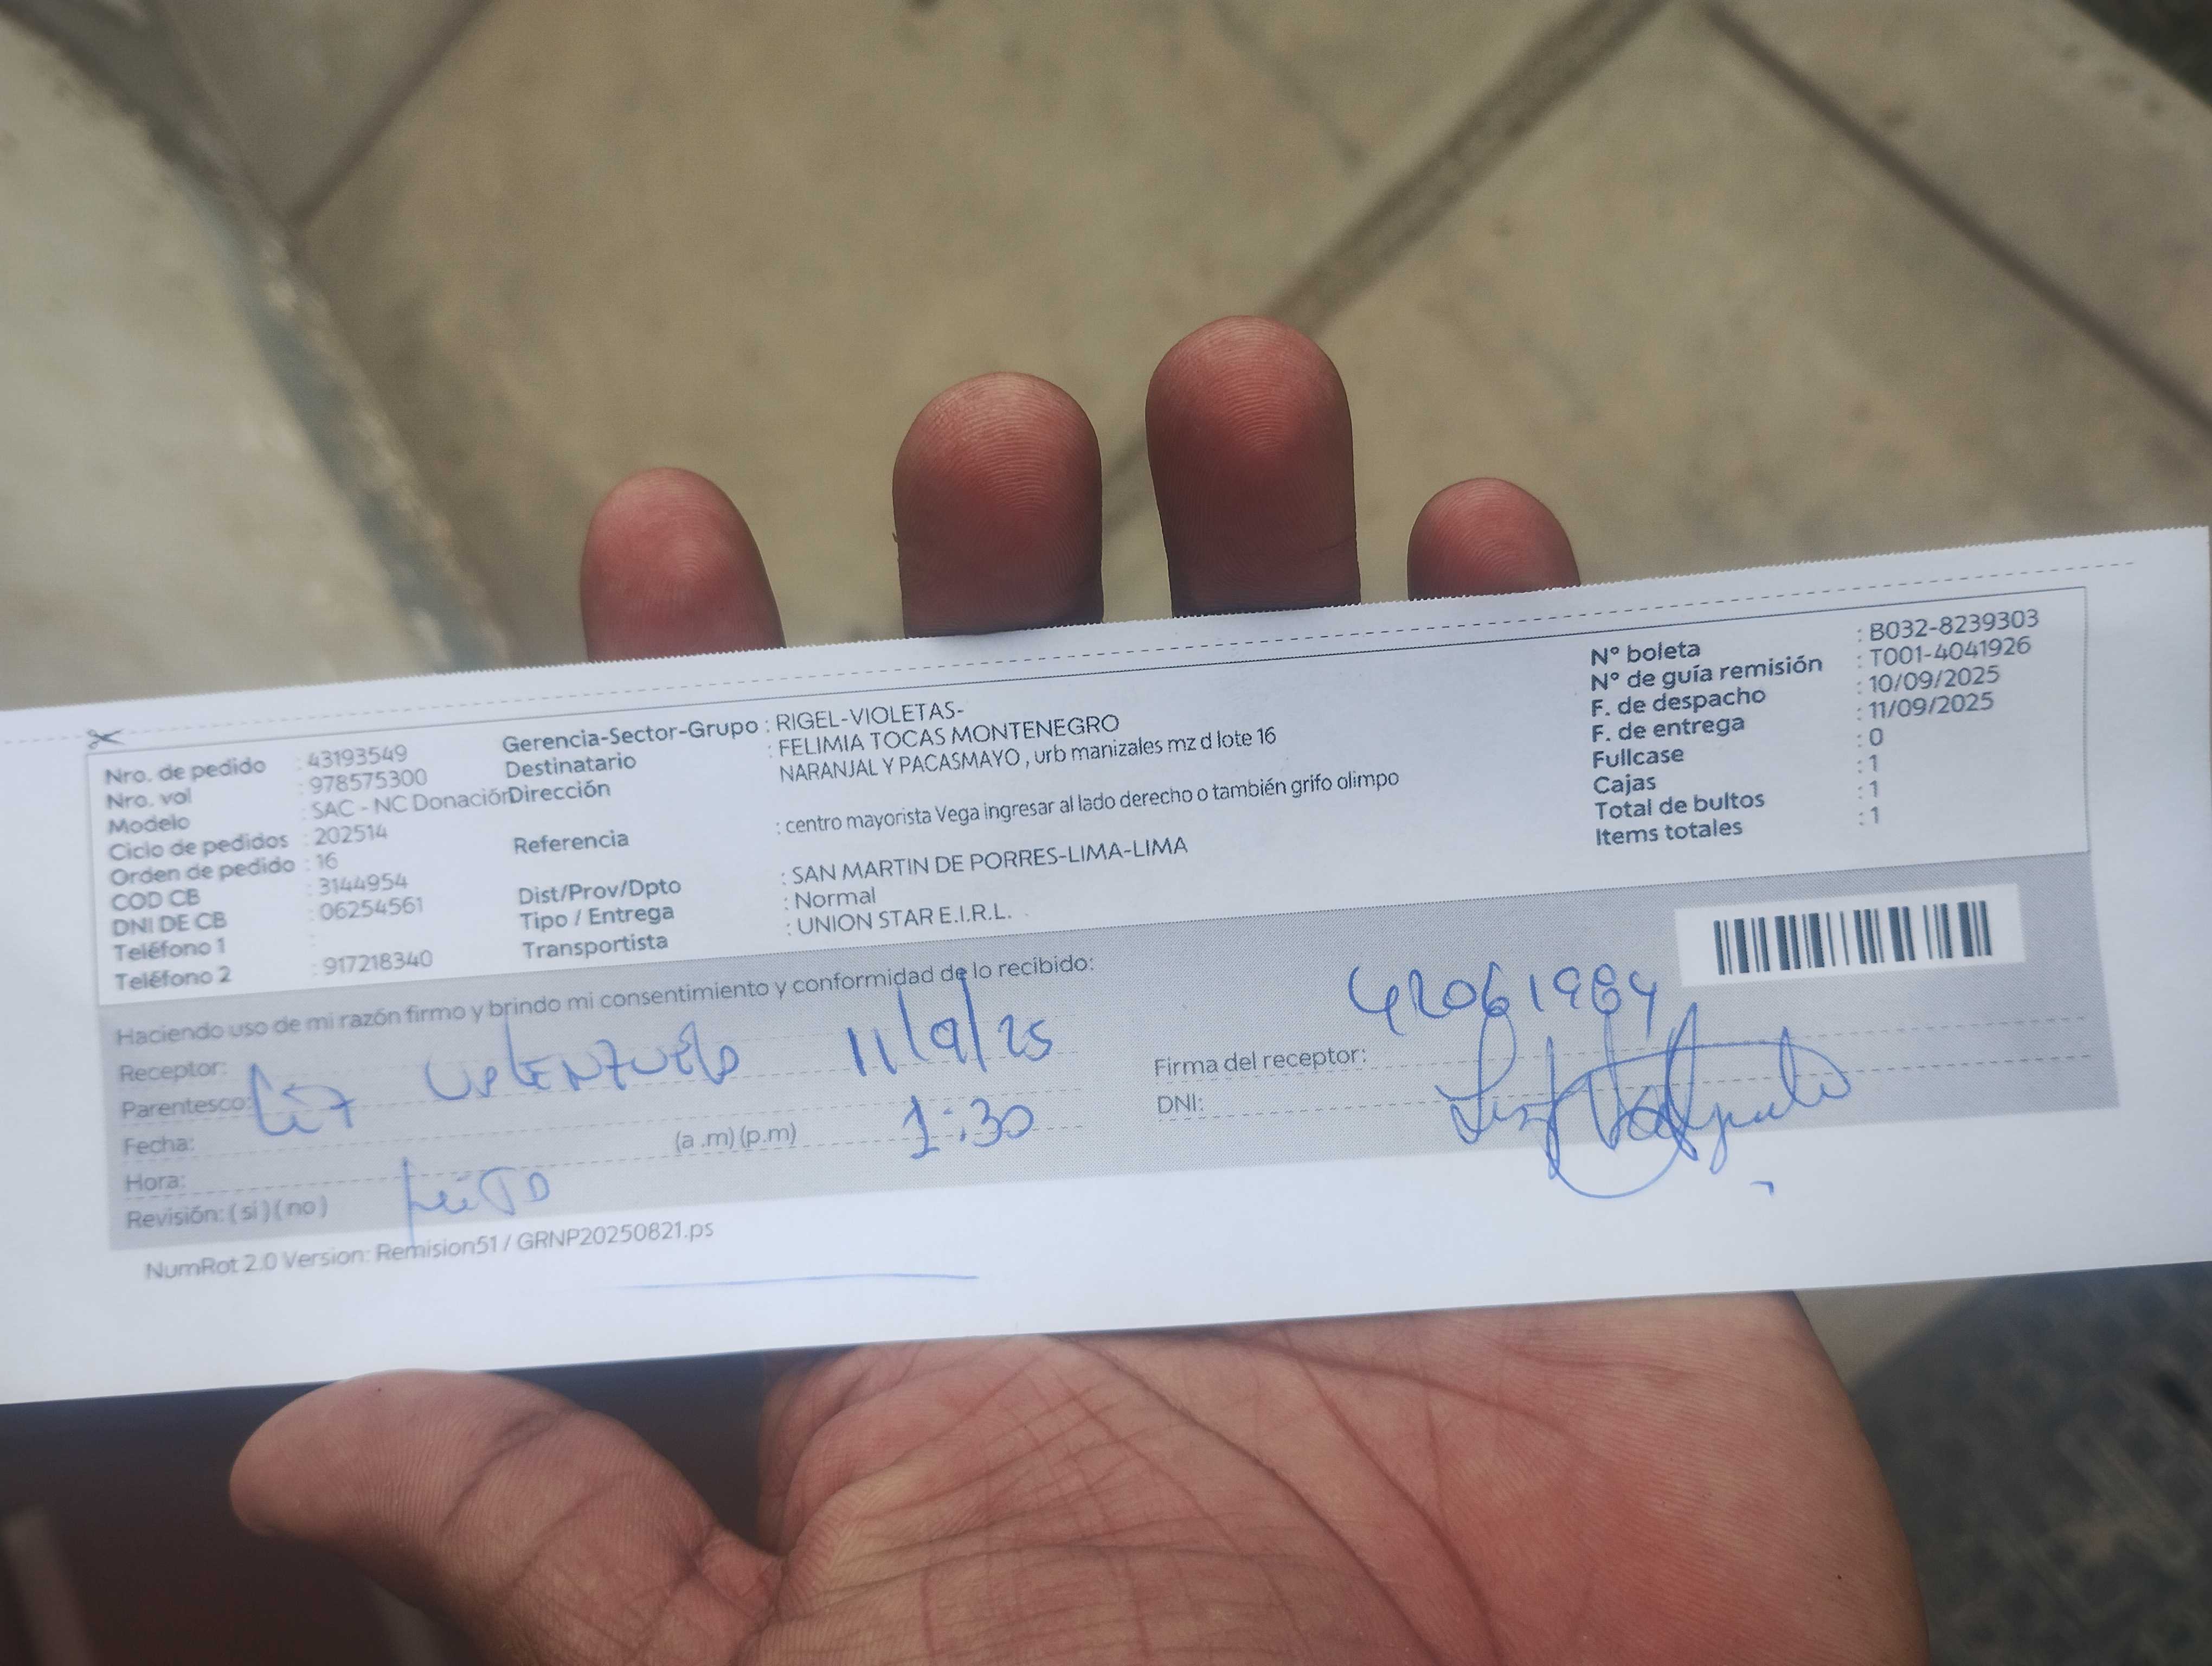 Nro. de pedido : 43193549
Nro. vol : 978575300
Modelo : SAC - NC Donación
Ciclo de pedidos : 202514
Orden de pedido : 16
COD CB : 3144954
DNI DE CB : 06254561
Teléfono 1 :
Teléfono 2 : 917218340
Gerencia-Sector-Grupo : RIGEL-VIOLETAS-
Destinatario : FELIMIA TOCAS MONTENEGRO
Dirección NARANJAL Y PACASMAYO , urb manizales mz d lote 16
Referencia : centro mayorista Vega ingresar al lado derecho o también grifo olimpo
Dist/Prov/Dpto : SAN MARTIN DE PORRES-LIMA-LIMA
Tipo / Entrega : Normal
Transportista : UNION STAR E.I.R.L.
N° boleta : B032-8239303
N° de guía remisión : T001-4041926
F. de despacho : 10/09/2025
F. de entrega : 11/09/2025
Fullcase : 0
Cajas : 1
Total de bultos : 1
Items totales : 1
Haciendo uso de mi razón firmo y brindo mi consentimiento y conformidad de lo recibido:
Receptor:
Parentesco:
11/9/25
Fecha:
(a .m) (p.m) 1:30
Hora:
Revisión: ( si ) ( no )
42061984
Firma del receptor:
DNI:
NumRot 2.0 Version: Remision51 / GRNP20250821.ps